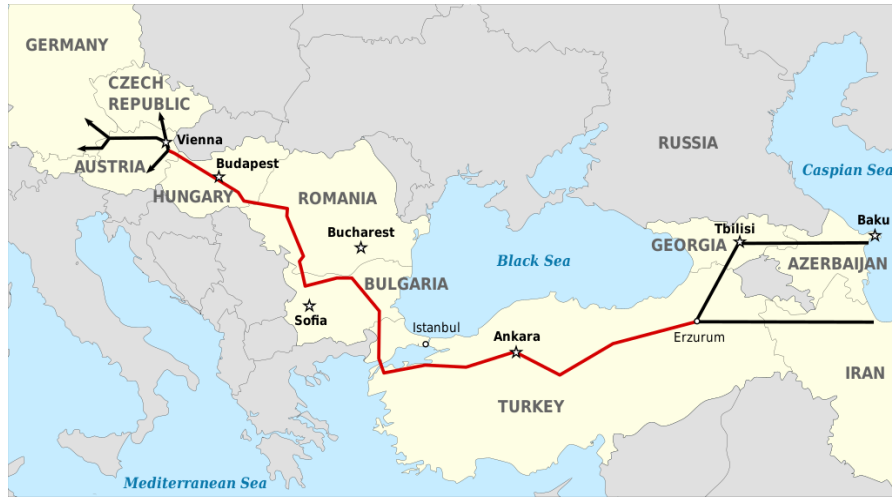 GERMANY
CZECH
REPUBLIC
Vienna
AUSTRIA
Budapest
HUNGARY
ROMANIA
Bucharest
RUSSIA
Caspian Sea
Baku
Tbilisi
GEORGIA
AZERBAIJAN
Black Sea
BULGARIA
Sofia
Istanbul
Ankara
Erzurum
IRAN
TURKEY
Mediterranean Sea